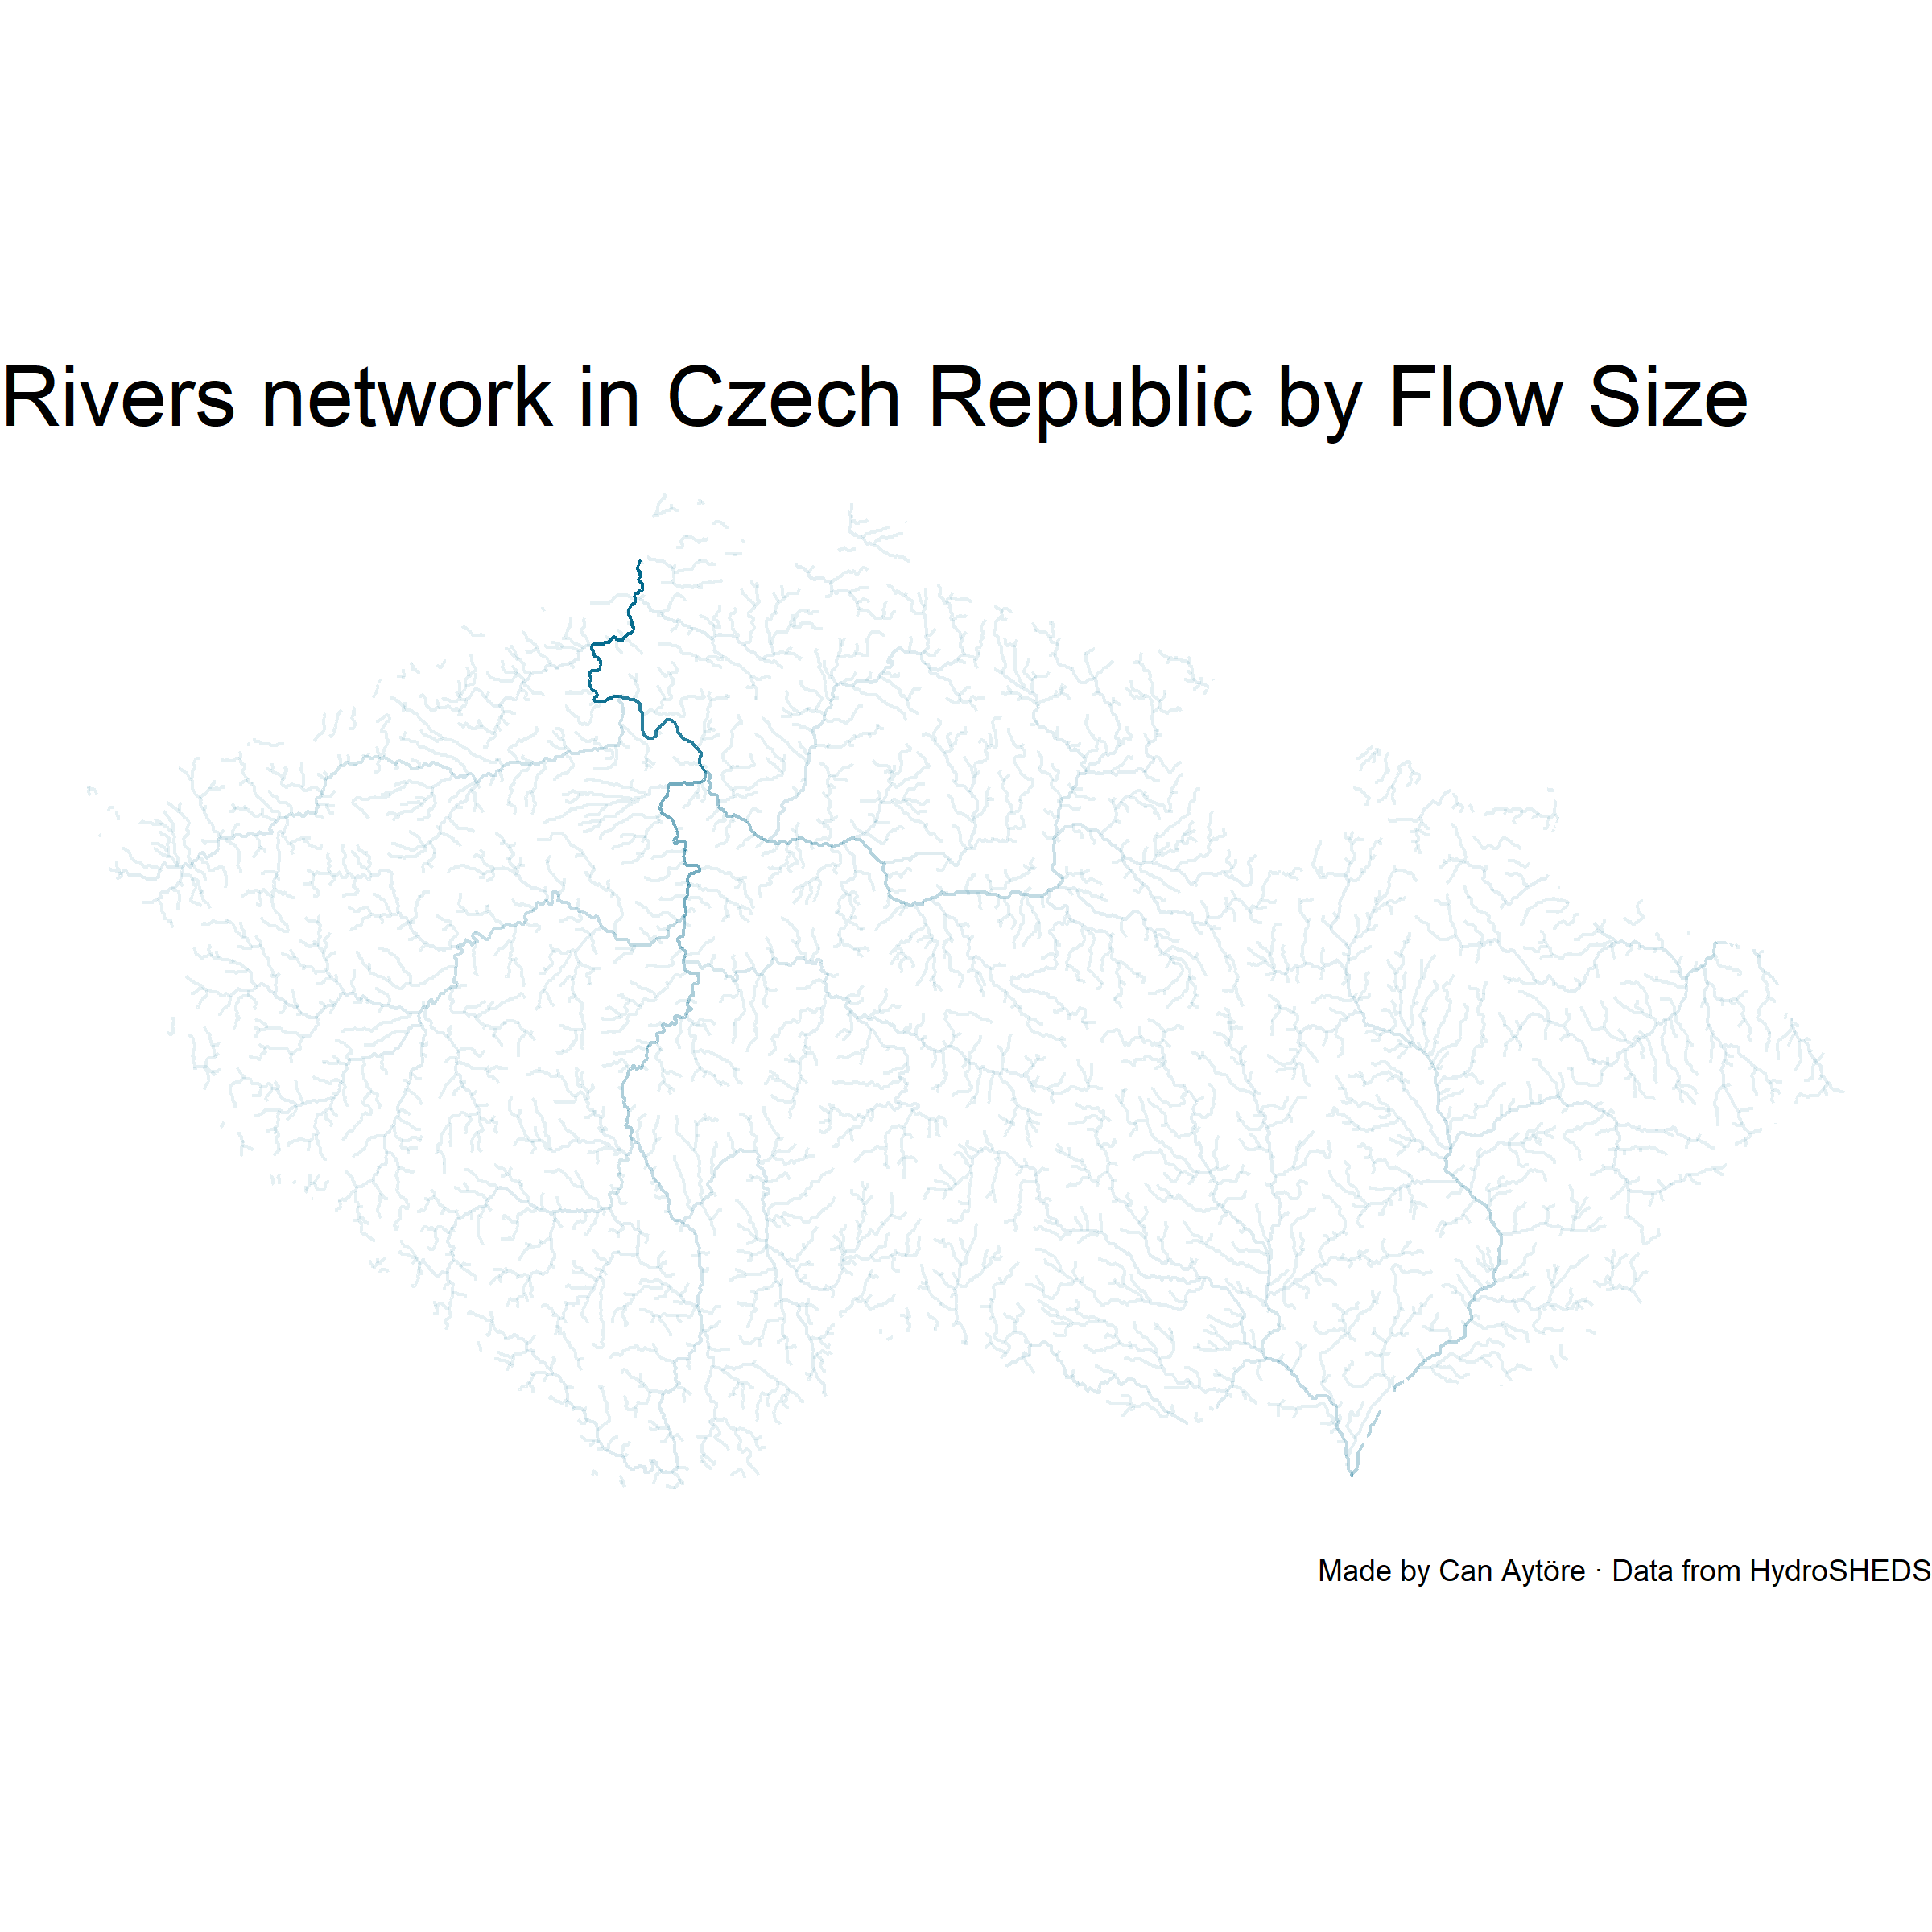 Rivers network in Czech Republic by Flow Size
Made by Can Aytöre · Data from HydroSHEDS